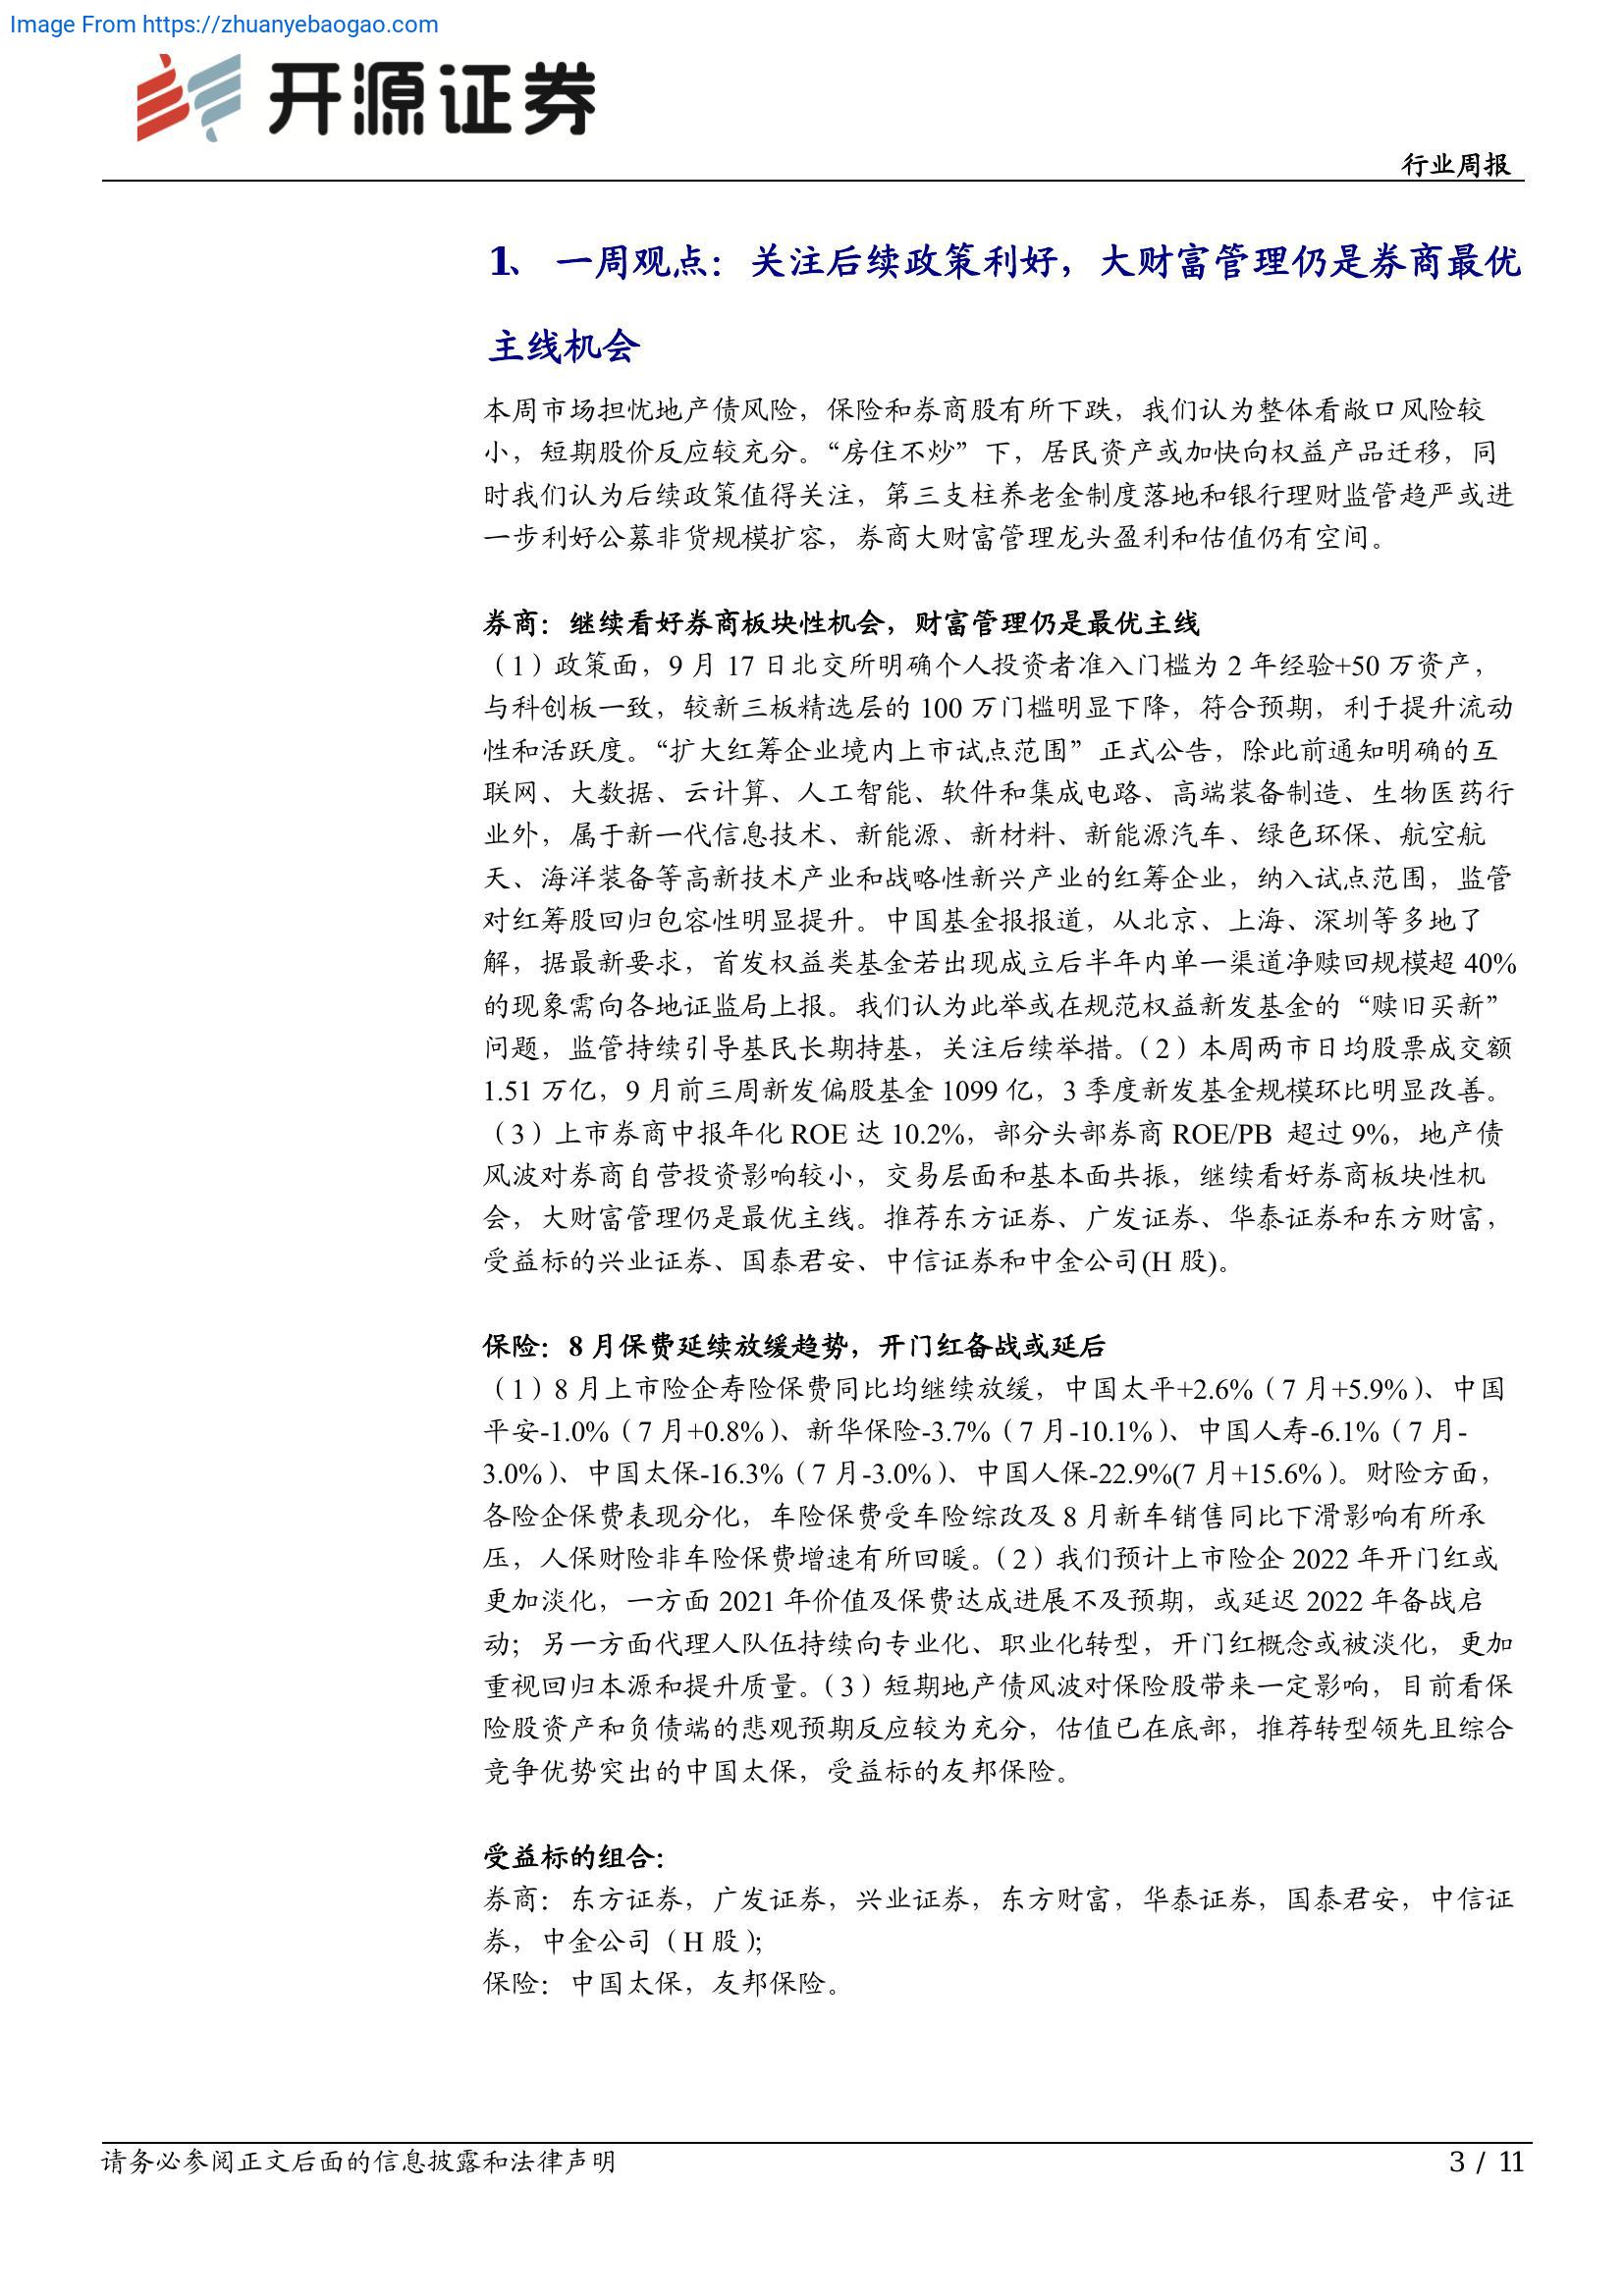 Image From https://zhuanyebaogao.com
开源证券
行业周报
1、 一周观点：关注后续政策利好，大财富管理仍是券商最优
主线机会
本周市场担忧地产债风险，保险和券商股有所下跌，我们认为整体看敞口风险较
小，短期股价反应较充分。“房住不炒”下，居民资产或加快向权益产品迁移，同
时我们认为后续政策值得关注，第三支柱养老金制度落地和银行理财监管趋严或进
一步利好公募非货规模扩容，券商大财富管理龙头盈利和估值仍有空间。
券商：继续看好券商板块性机会，财富管理仍是最优主线
（1）政策面，9 月 17 日北交所明确个人投资者准入门槛为 2 年经验+50 万资产，
与科创板一致，较新三板精选层的 100 万门槛明显下降，符合预期，利于提升流动
性和活跃度。“扩大红筹企业境内上市试点范围”正式公告，除此前通知明确的互
联网、大数据、云计算、人工智能、软件和集成电路、高端装备制造、生物医药行
业外，属于新一代信息技术、新能源、新材料、新能源汽车、绿色环保、航空航
天、海洋装备等高新技术产业和战略性新兴产业的红筹企业，纳入试点范围，监管
对红筹股回归包容性明显提升。中国基金报报道，从北京、上海、深圳等多地了
解，据最新要求，首发权益类基金若出现成立后半年内单一渠道净赎回规模超 40%
的现象需向各地证监局上报。我们认为此举或在规范权益新发基金的“赎旧买新”
问题，监管持续引导基民长期持基，关注后续举措。（2）本周两市日均股票成交额
1.51 万亿，9 月前三周新发偏股基金 1099 亿，3 季度新发基金规模环比明显改善。
（3）上市券商中报年化 ROE 达 10.2%，部分头部券商 ROE/PB 超过 9%，地产债
风波对券商自营投资影响较小，交易层面和基本面共振，继续看好券商板块性机
会，大财富管理仍是最优主线。推荐东方证券、广发证券、华泰证券和东方财富，
受益标的兴业证券、国泰君安、中信证券和中金公司(H 股)。
保险：8 月保费延续放缓趋势，开门红备战或延后
（1）8 月上市险企寿险保费同比均继续放缓，中国太平+2.6%（7 月+5.9%）、中国
平安-1.0%（7 月+0.8%）、新华保险-3.7%（7 月-10.1%）、中国人寿-6.1%（7 月-
3.0%）、中国太保-16.3%（7 月-3.0%）、中国人保-22.9%(7 月+15.6%）。财险方面，
各险企保费表现分化，车险保费受车险综改及 8 月新车销售同比下滑影响有所承
压，人保财险非车险保费增速有所回暖。（2）我们预计上市险企 2022 年开门红或
更加淡化，一方面 2021 年价值及保费达成进展不及预期，或延迟 2022 年备战启
动；另一方面代理人队伍持续向专业化、职业化转型，开门红概念或被淡化，更加
重视回归本源和提升质量。（3）短期地产债风波对保险股带来一定影响，目前看保
险股资产和负债端的悲观预期反应较为充分，估值已在底部，推荐转型领先且综合
竞争优势突出的中国太保，受益标的友邦保险。
受益标的组合：
券商：东方证券，广发证券，兴业证券，东方财富，华泰证券，国泰君安，中信证
券，中金公司（H 股）；
保险：中国太保，友邦保险。
请务必参阅正文后面的信息披露和法律声明
3 / 11